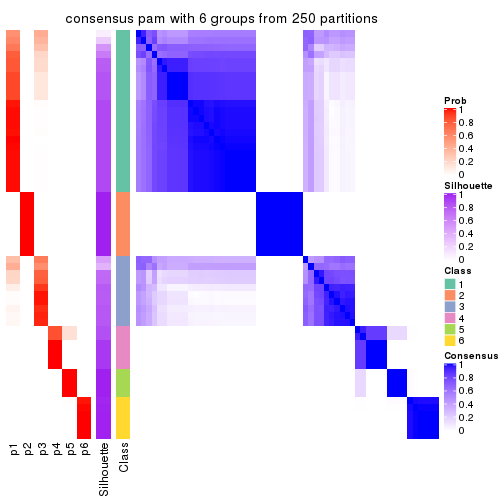 consensus pam with 6 groups from 250 partitions
Prob
1
0.8
0.6
0.4
0.2
0
Silhouette
1
0.8
0.6
0.4
0.2
0
Class
1
2
3
4
5
6
Consensus
1
0.8
0.6
0.4
0.2
0
p1
p2
p3
p4
p5
p6
Silhouette
Class